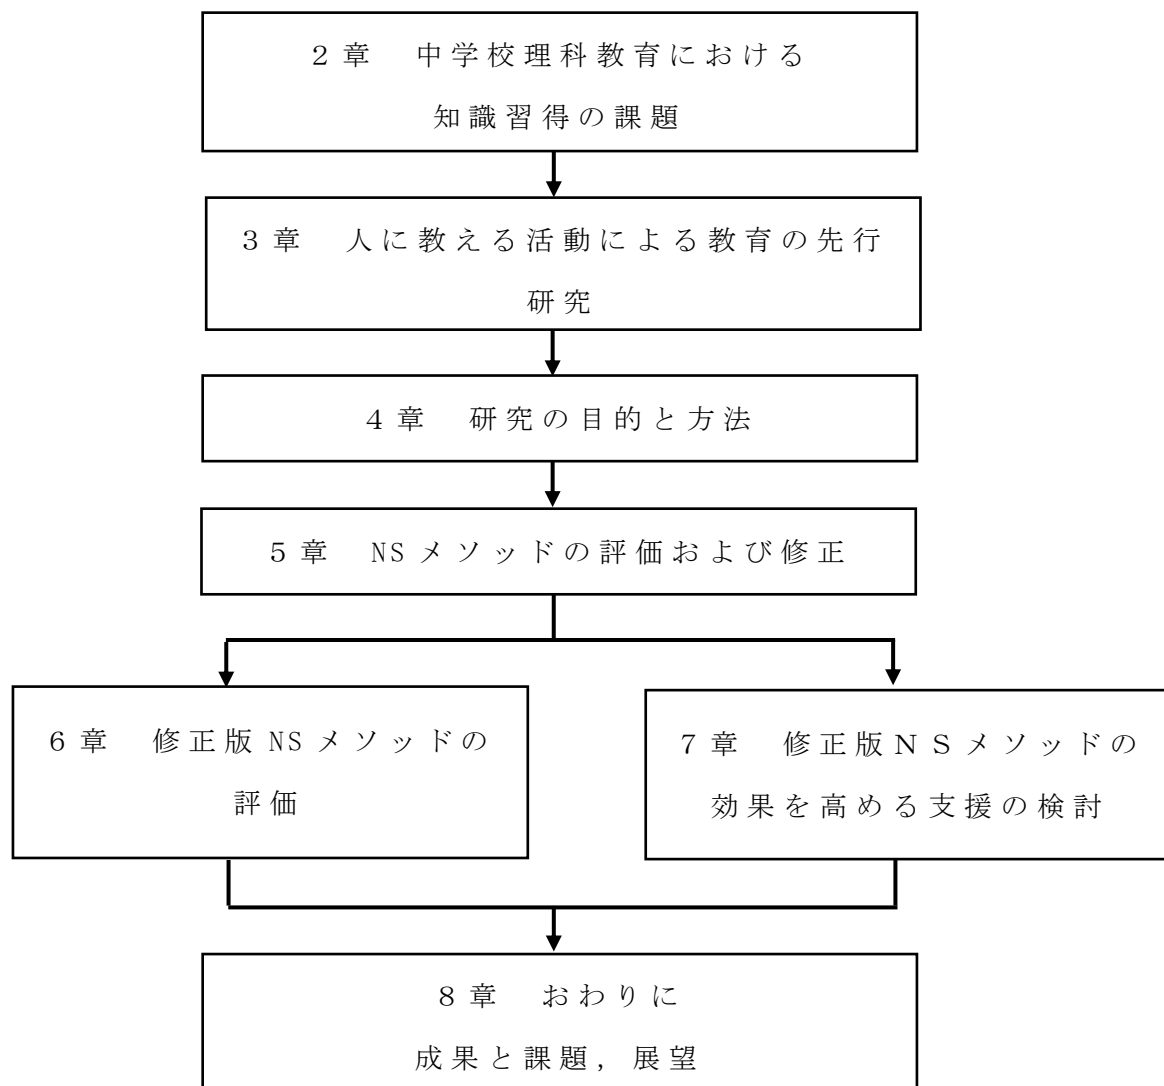 ２章　中学校理科教育における
知識習得の課題
３章　人に教える活動による教育の先行
研究
４章　研究の目的と方法
５章　NSメソッドの評価および修正
６章　修正版NSメソッドの
評価
７章　修正版ＮＳメソッドの
効果を高める支援の検討
８章　おわりに
成果と課題，展望